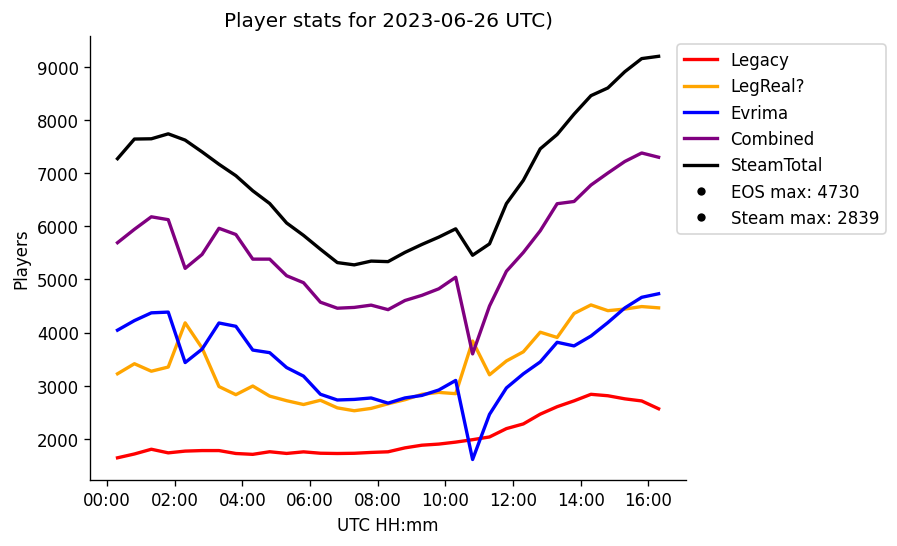 Player stats for 2023-06-26 UTC)
9000
8000
7000
6000
5000
4000
3000
2000
Players
00:00 02:00 04:00 06:00 08:00 10:00 12:00 14:00 16:00
UTC HH:mm
Legacy
LegReal?
Evrima
Combined
SteamTotal
EOS max: 4730
Steam max: 2839